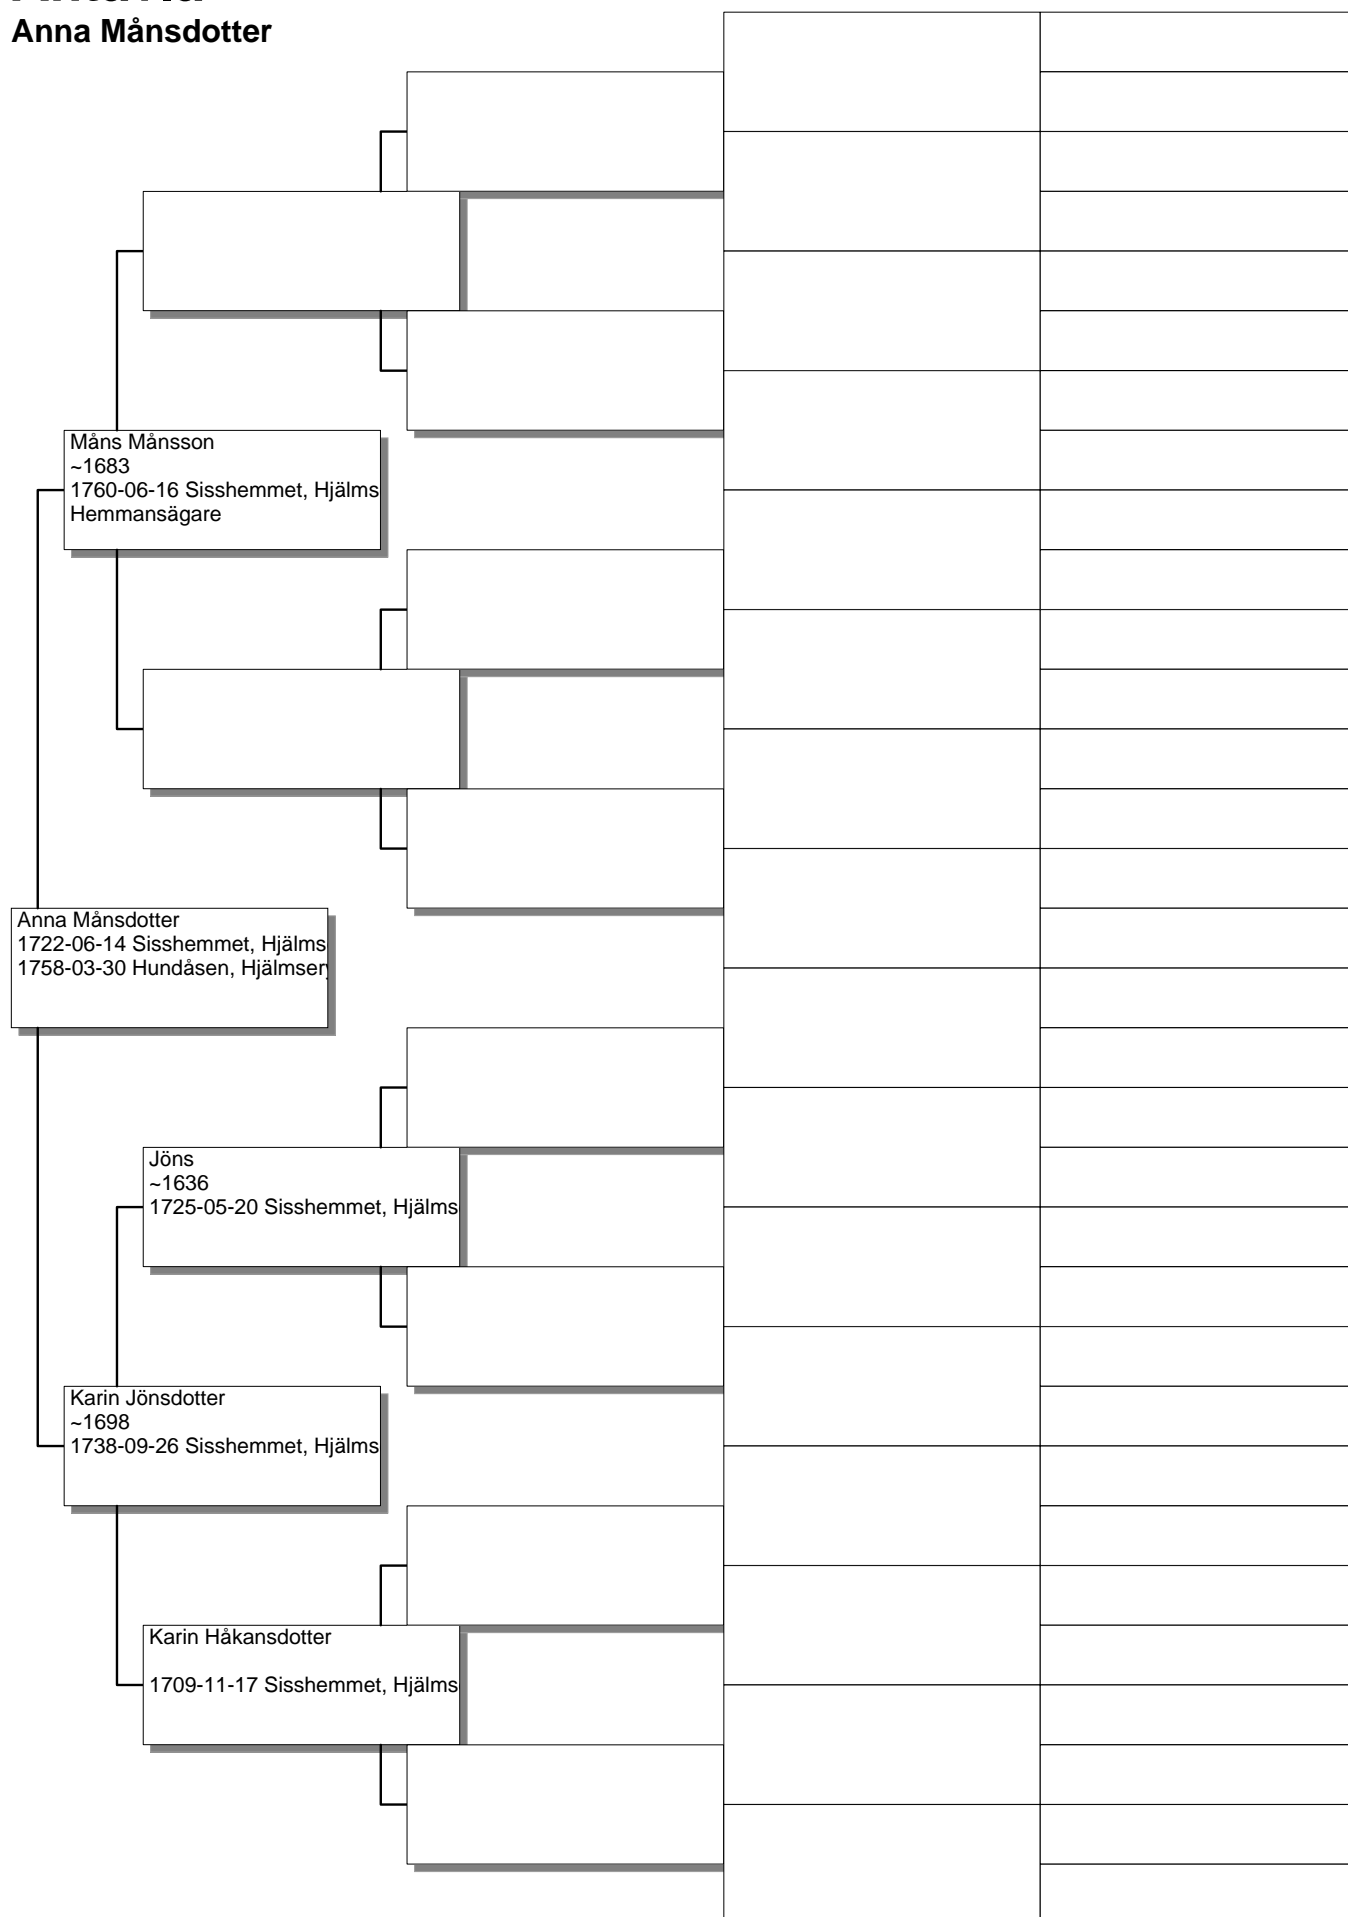 Anna Månsdotter
Måns Månsson
~1683
1760-06-16 Sisshemmet, Hjälms
Hemmansägare
Anna Månsdotter
1722-06-14 Sisshemmet, Hjälms
1758-03-30 Hundåsen, Hjälmsery
Jöns
~1636
1725-05-20 Sisshemmet, Hjälms
Karin Jönsdotter
~1698
1738-09-26 Sisshemmet, Hjälms
Karin Håkansdotter
1709-11-17 Sisshemmet, Hjälms